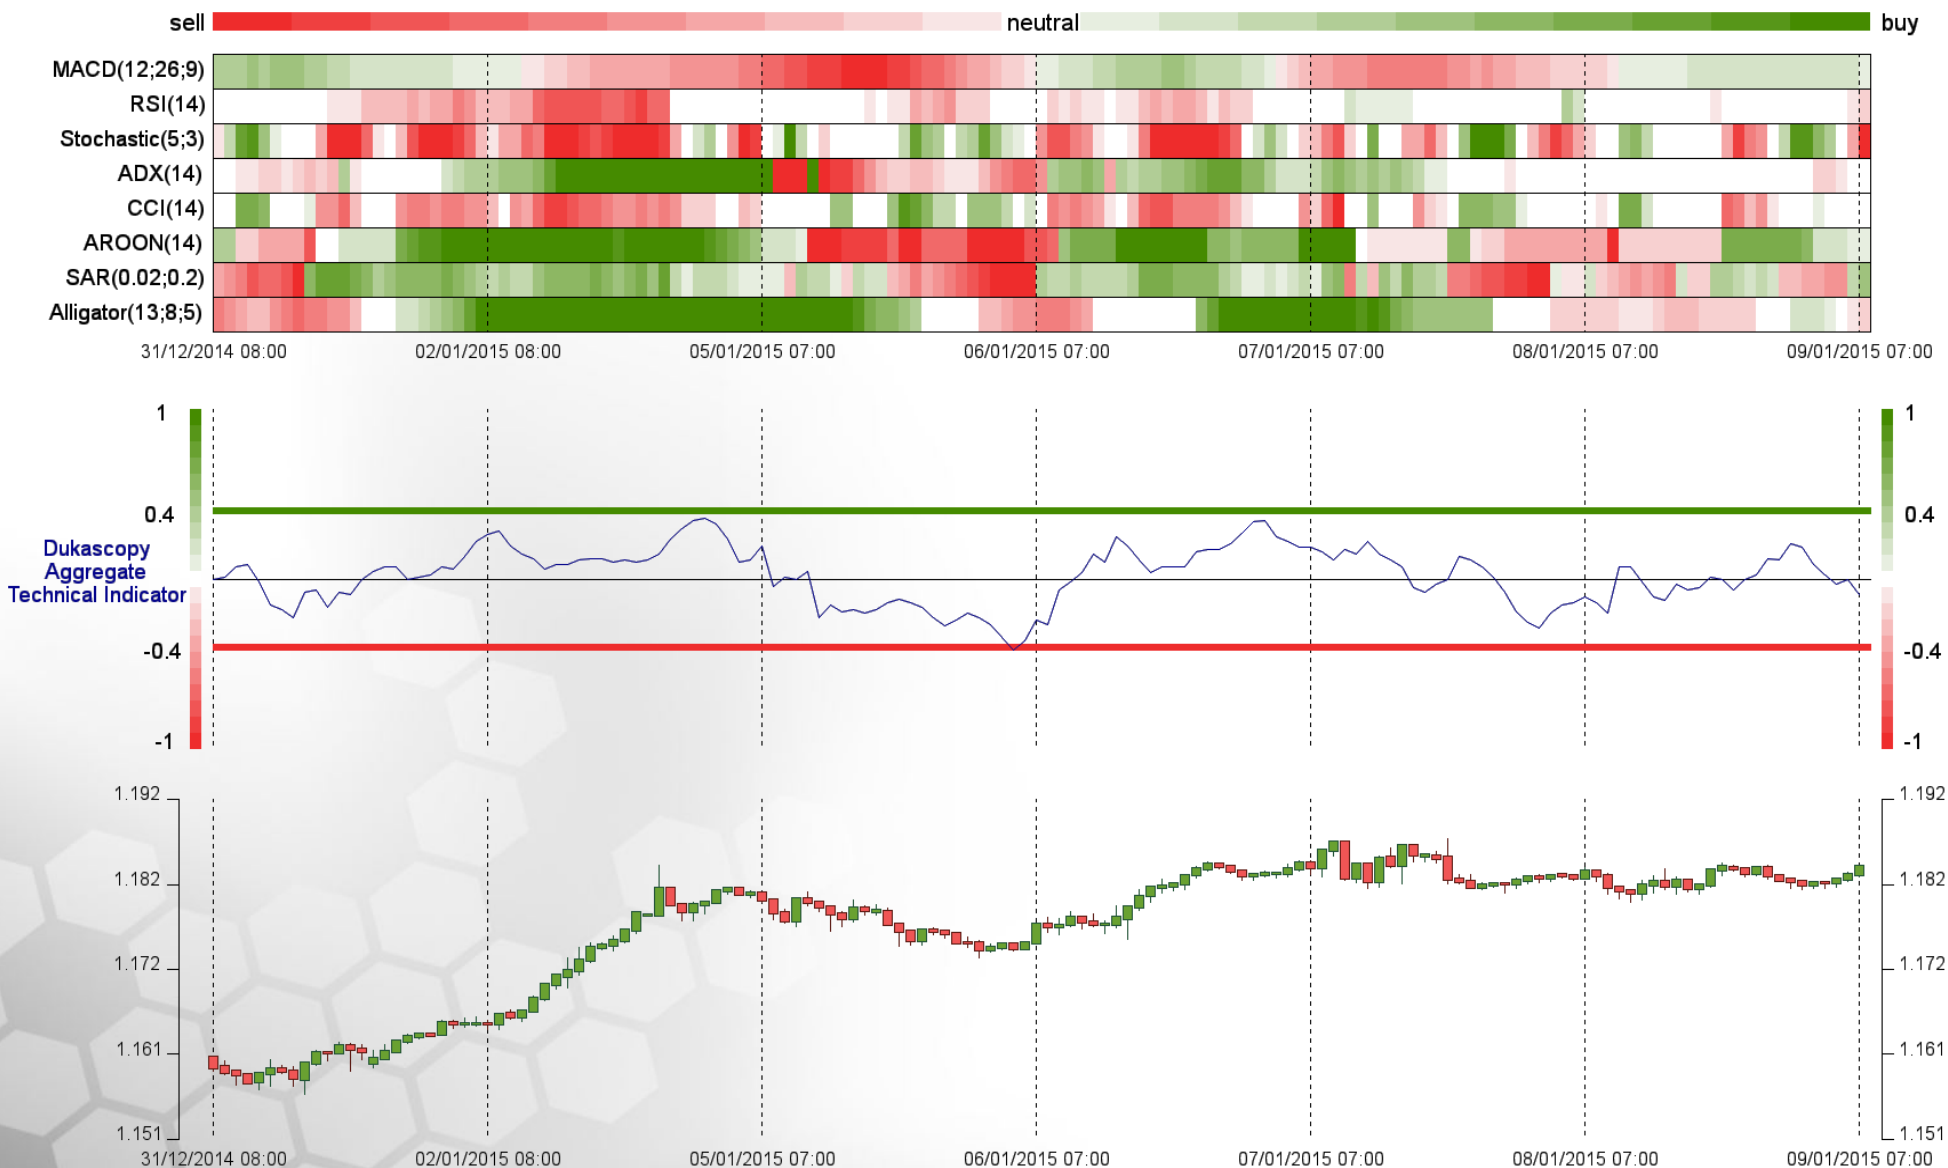 sell neutral buy
MACD(12;26;9)
RSI(14)
Stochastic(5;3)
ADX(14)
CCI(14)
AROON(14)
SAR(0.02;0.2)
Alligator(13;8;5)
31/12/2014 08:00 02/01/2015 08:00 05/01/2015 07:00 06/01/2015 07:00 07/01/2015 07:00 08/01/2015 07:00 09/01/2015 07:00
1 1
0.4 0.4
Dukascopy
Aggregate
Technical Indicator
-0.4 -0.4
-1 -1
1.192 1.192
1.182 1.182
1.172 1.172
1.161 1.161
1.151 1.151
31/12/2014 08:00 02/01/2015 08:00 05/01/2015 07:00 06/01/2015 07:00 07/01/2015 07:00 08/01/2015 07:00 09/01/2015 07:00